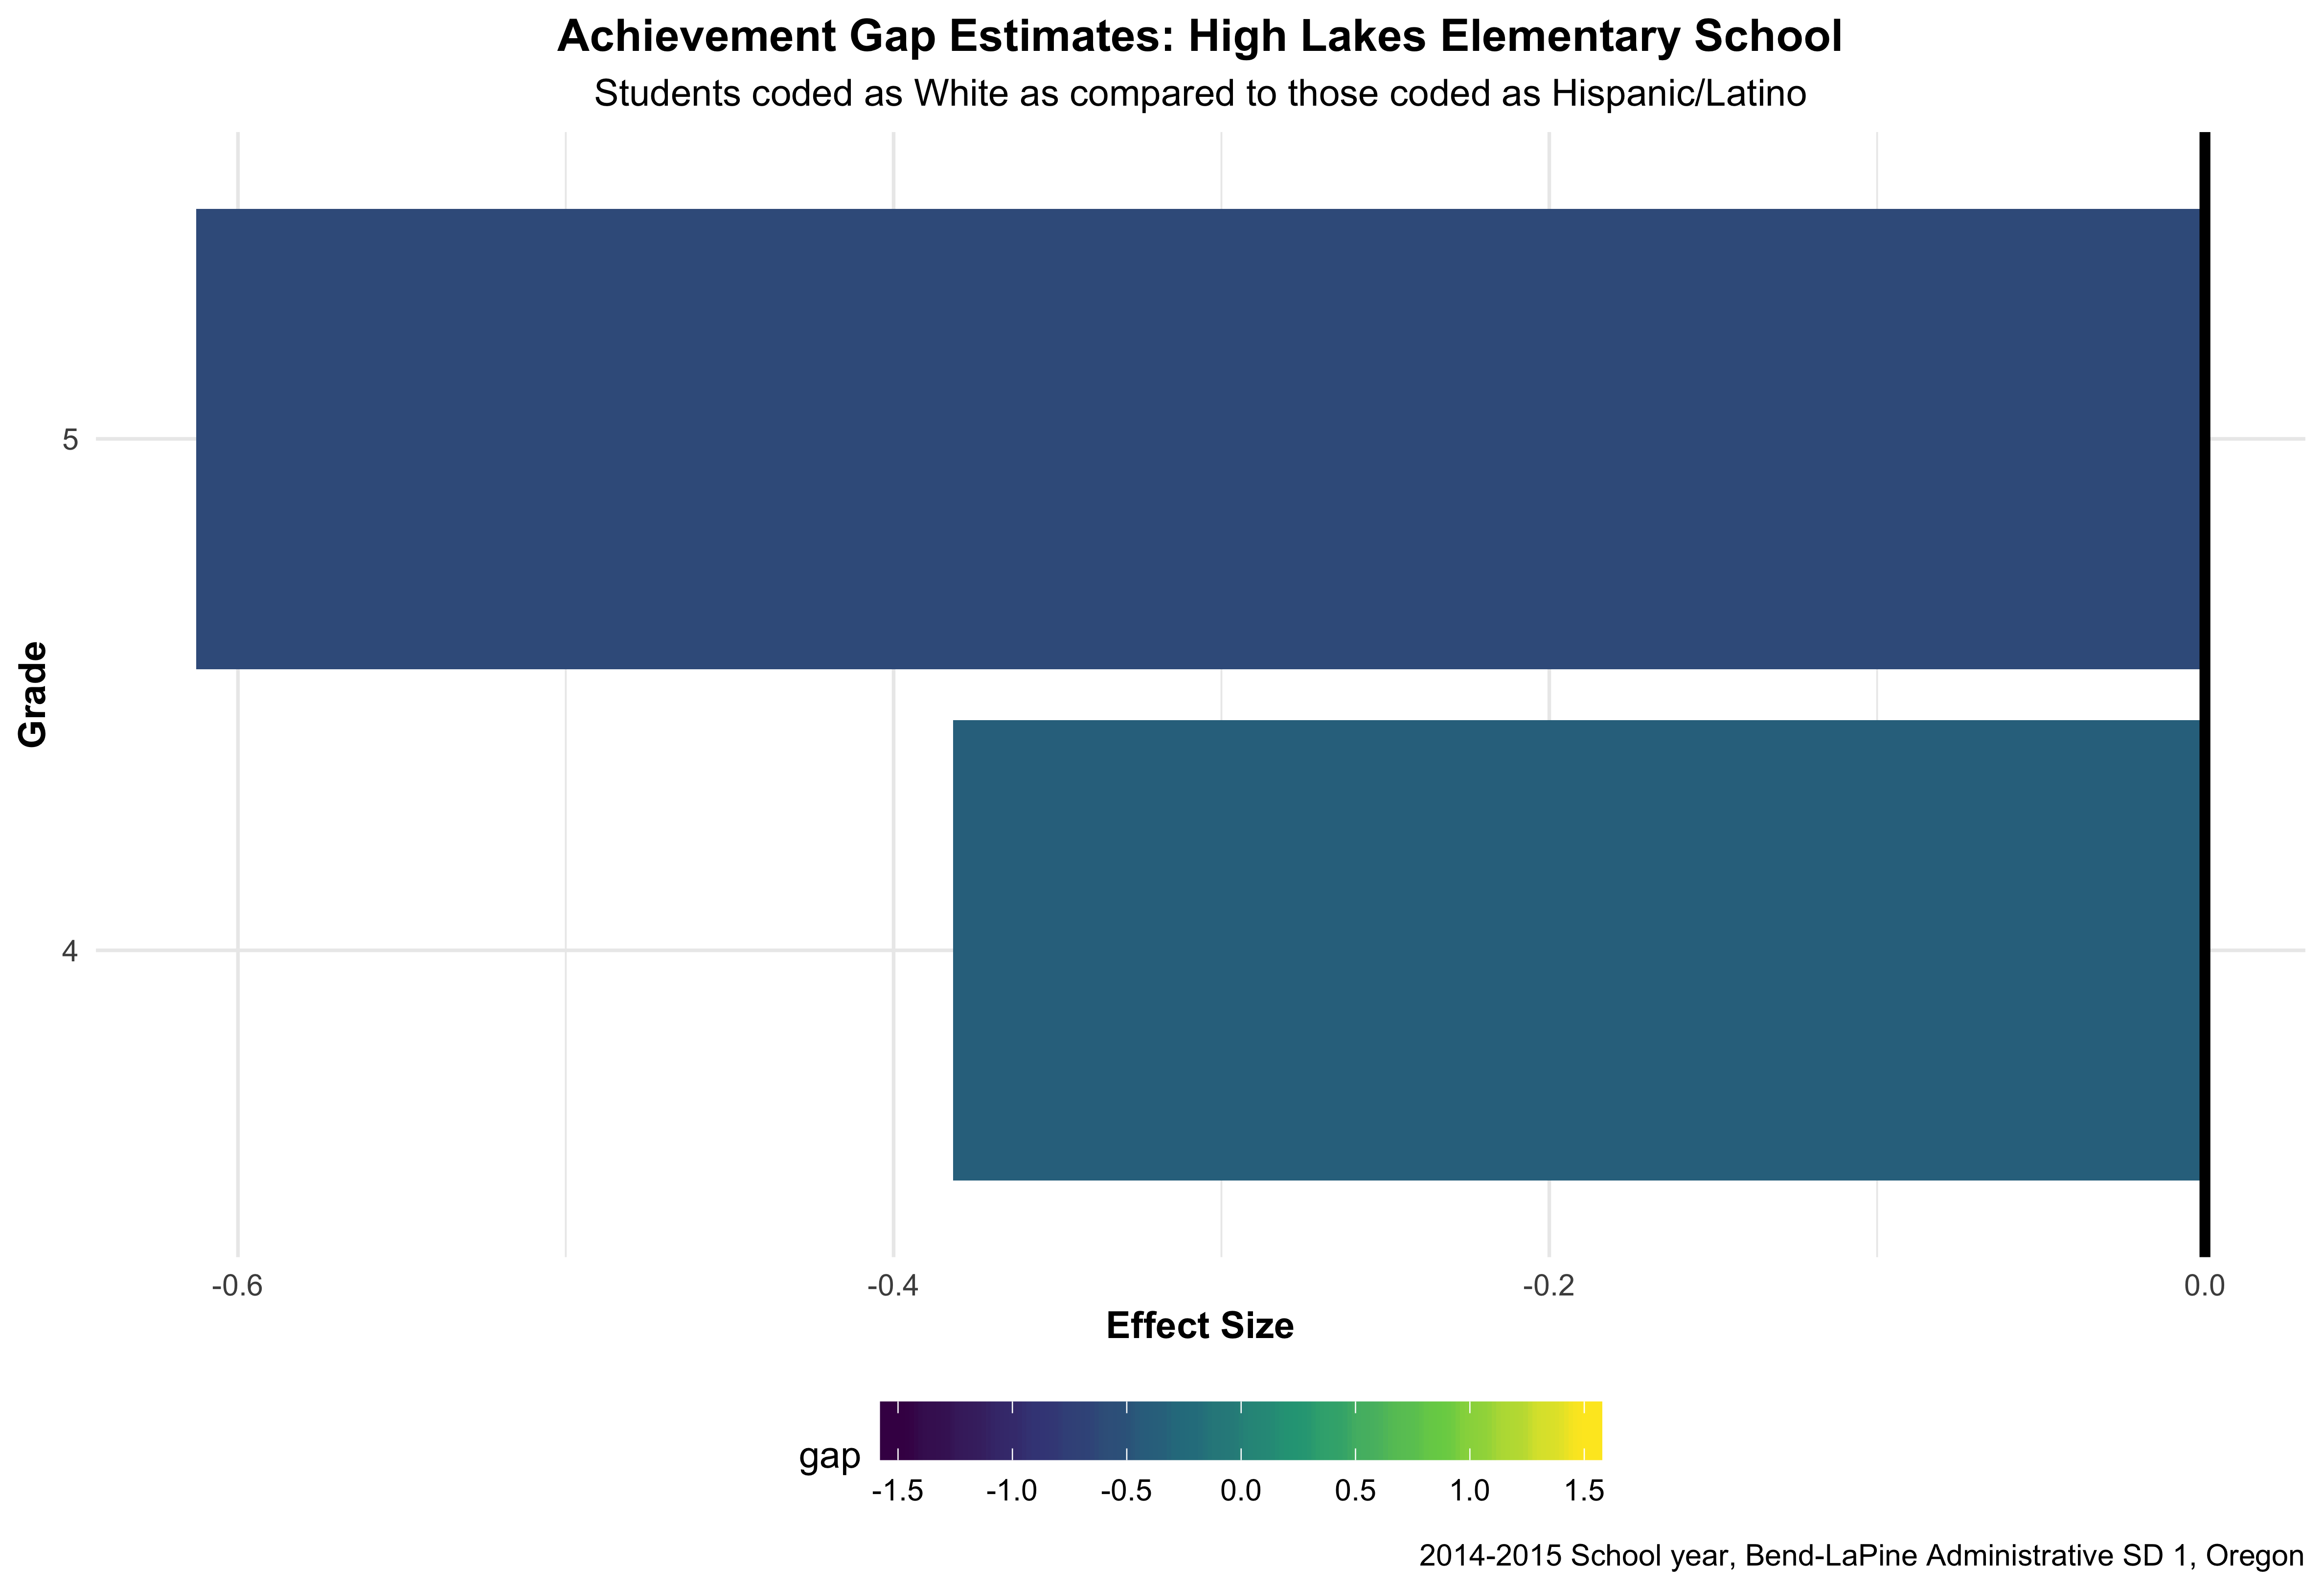 Achievement Gap Estimates: High Lakes Elementary School
Students coded as White as compared to those coded as Hispanic/Latino
Grade
5
4
-0.6 -0.4 -0.2 0.0
Effect Size
gap
-1.5 -1.0 -0.5 0.0 0.5 1.0 1.5
2014-2015 School year, Bend-LaPine Administrative SD 1, Oregon